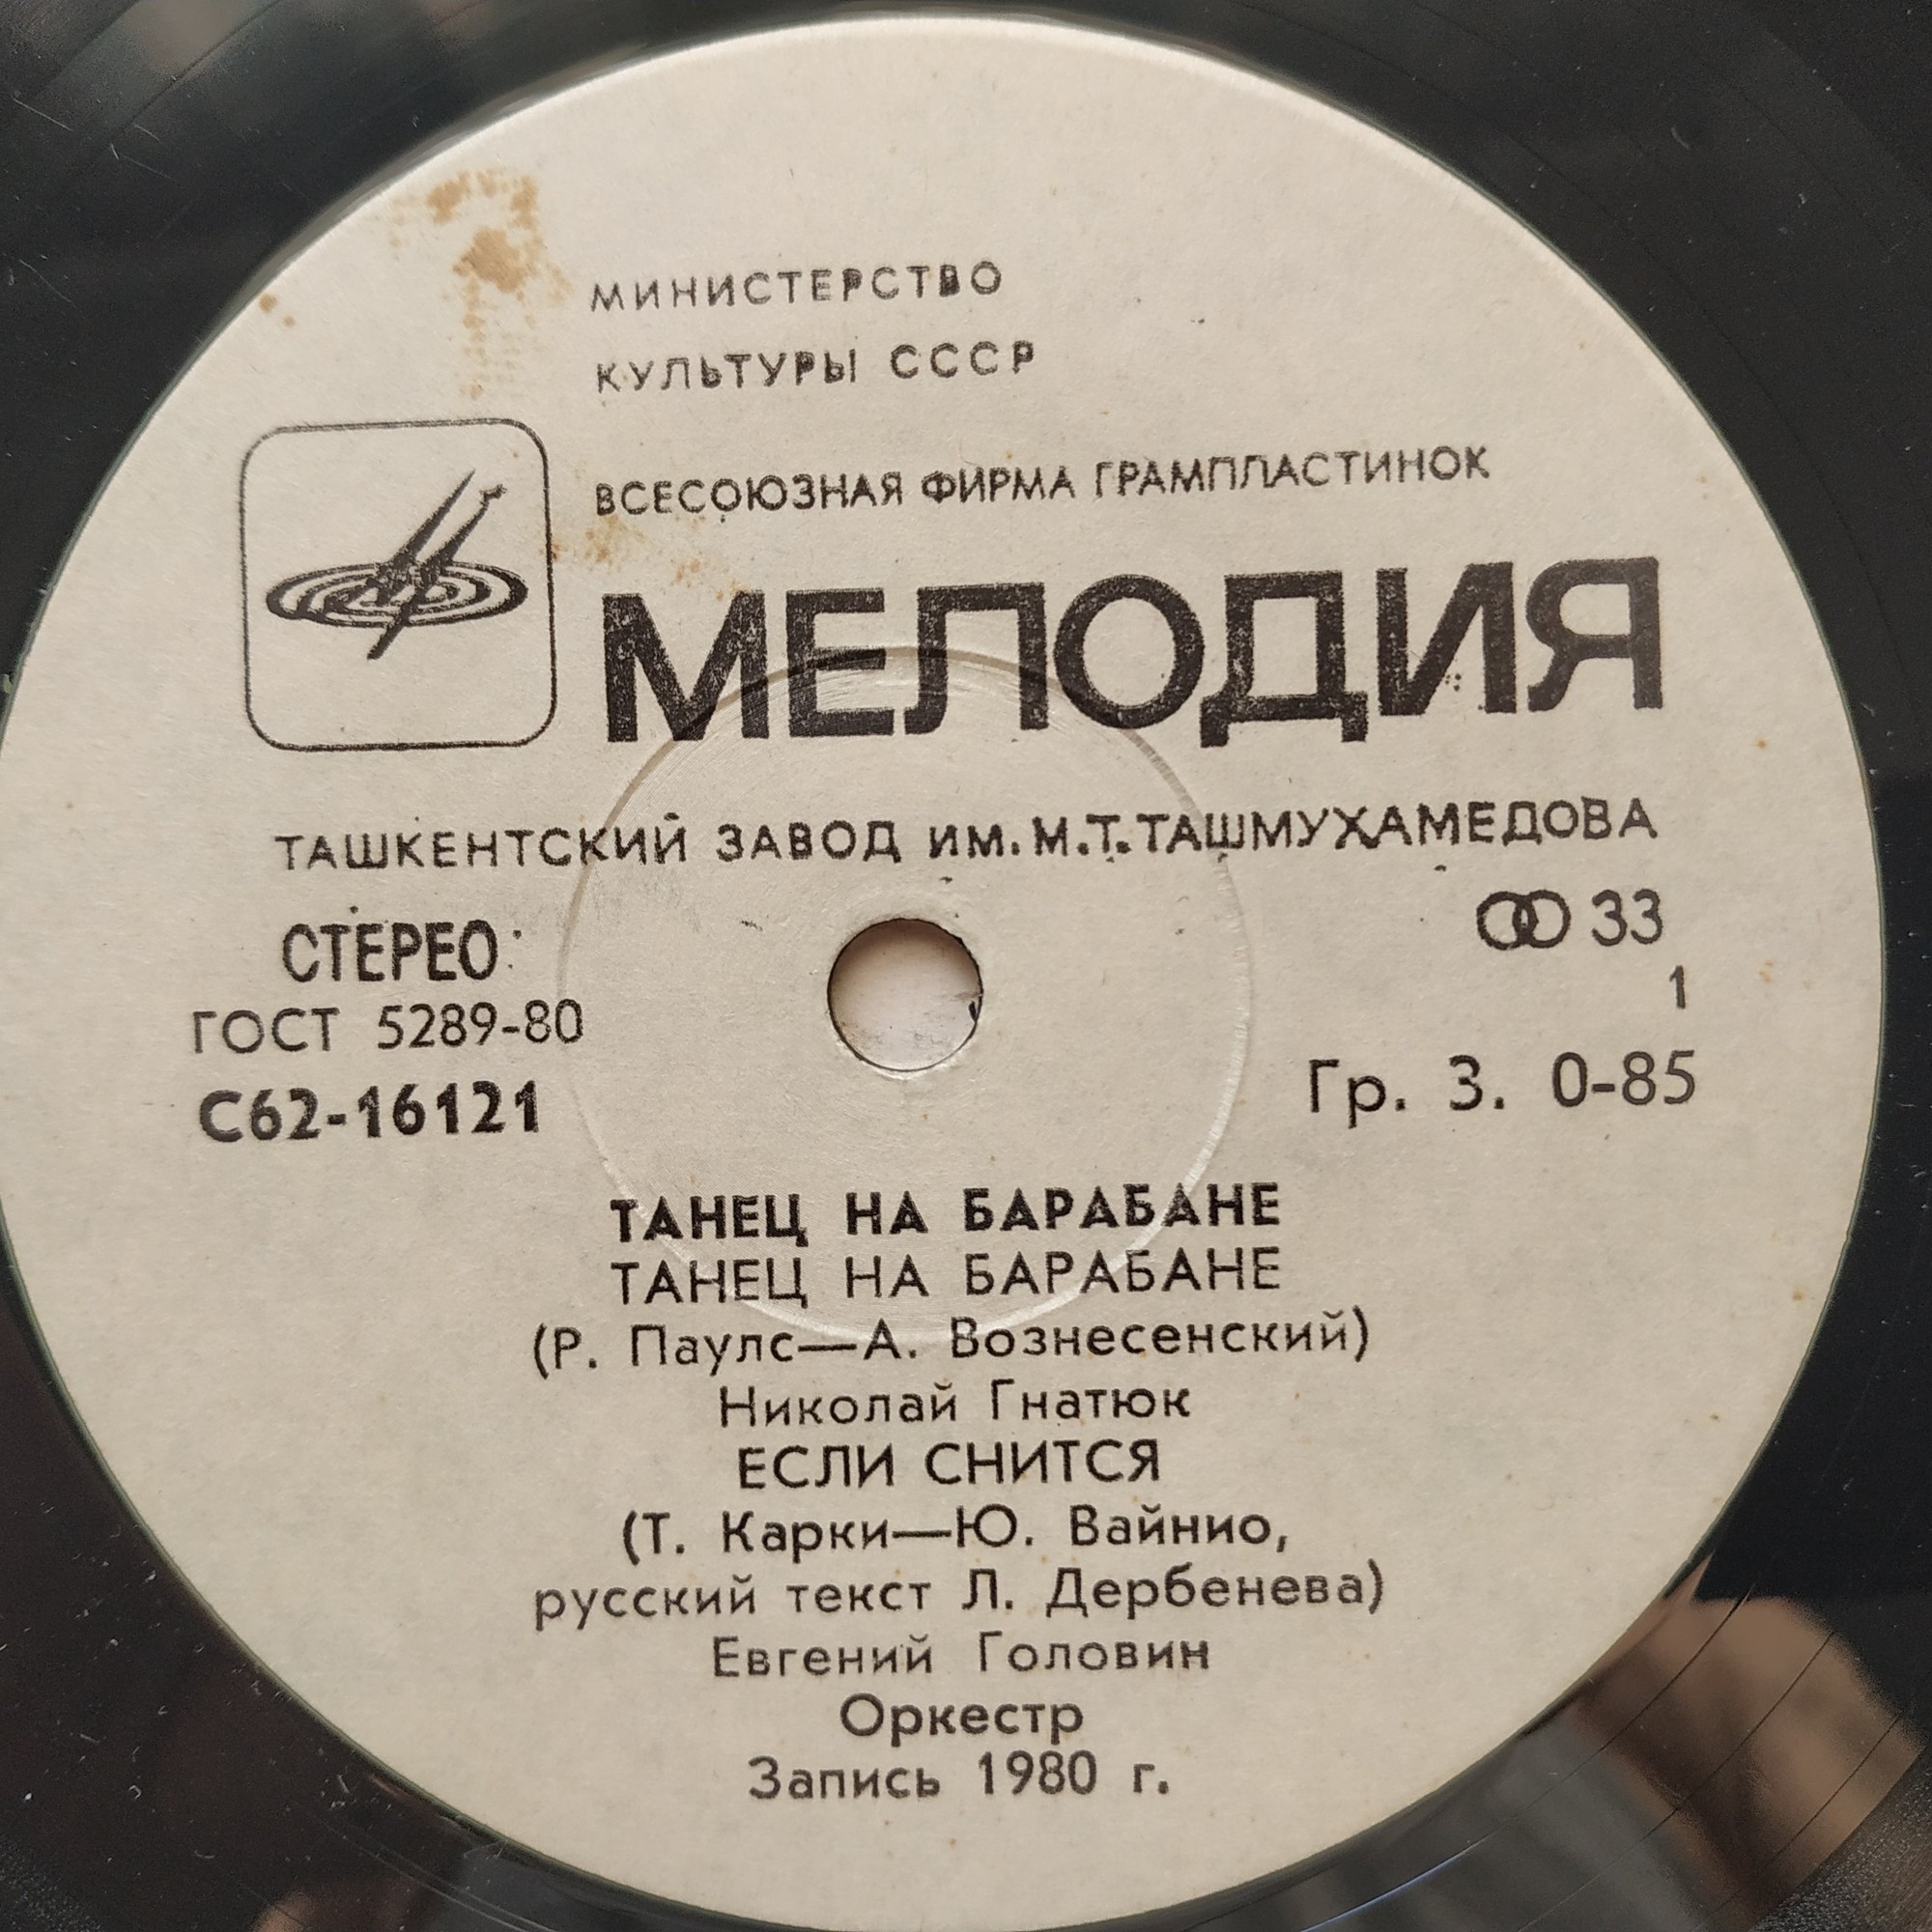 МИНИСТЕРСТВО
КУЛЬТУРЫ СССР
ВСЕСОЮЗНАЯ ФИРМА ГРАМПЛАСТИНОК
МЕЛОДИЯ
ТАШКЕНТСКИЙ ЗАВОД ИМ. М.Т. ТАШМУХАМЕДОВА
СТЕРЕО
33
ГОСТ 5289-80
1
С62-16121
Гр. 3. 0-85
ТАНЕЦ НА БАРАБАНЕ
ТАНЕЦ НА БАРАБАНЕ
(Р. Паулс—А. Вознесенский)
Николай Гнатюк
ЕСЛИ СНИТСЯ
(Т. Карки—Ю. Вайнио,
русский текст Л. Дербенева)
Евгений Головин
Оркестр
Запись 1980 г.